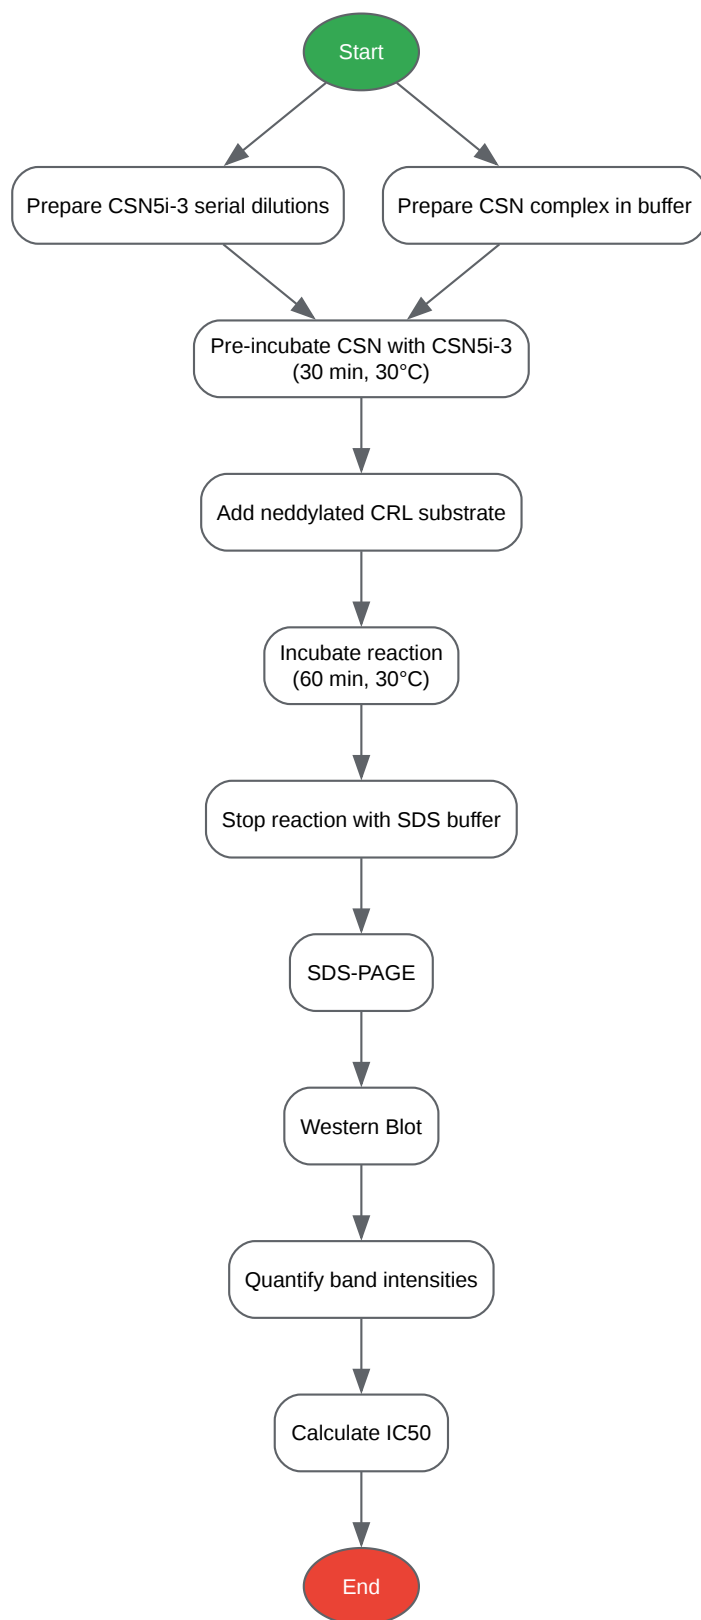 Start
Prepare CSN5i-3 serial dilutions
Prepare CSN complex in buffer
Pre-incubate CSN with CSN5i-3
(30 min, 30°C)
Add neddylated CRL substrate
Incubate reaction
(60 min, 30°C)
Stop reaction with SDS buffer
SDS-PAGE
Western Blot
Quantify band intensities
Calculate IC50
End